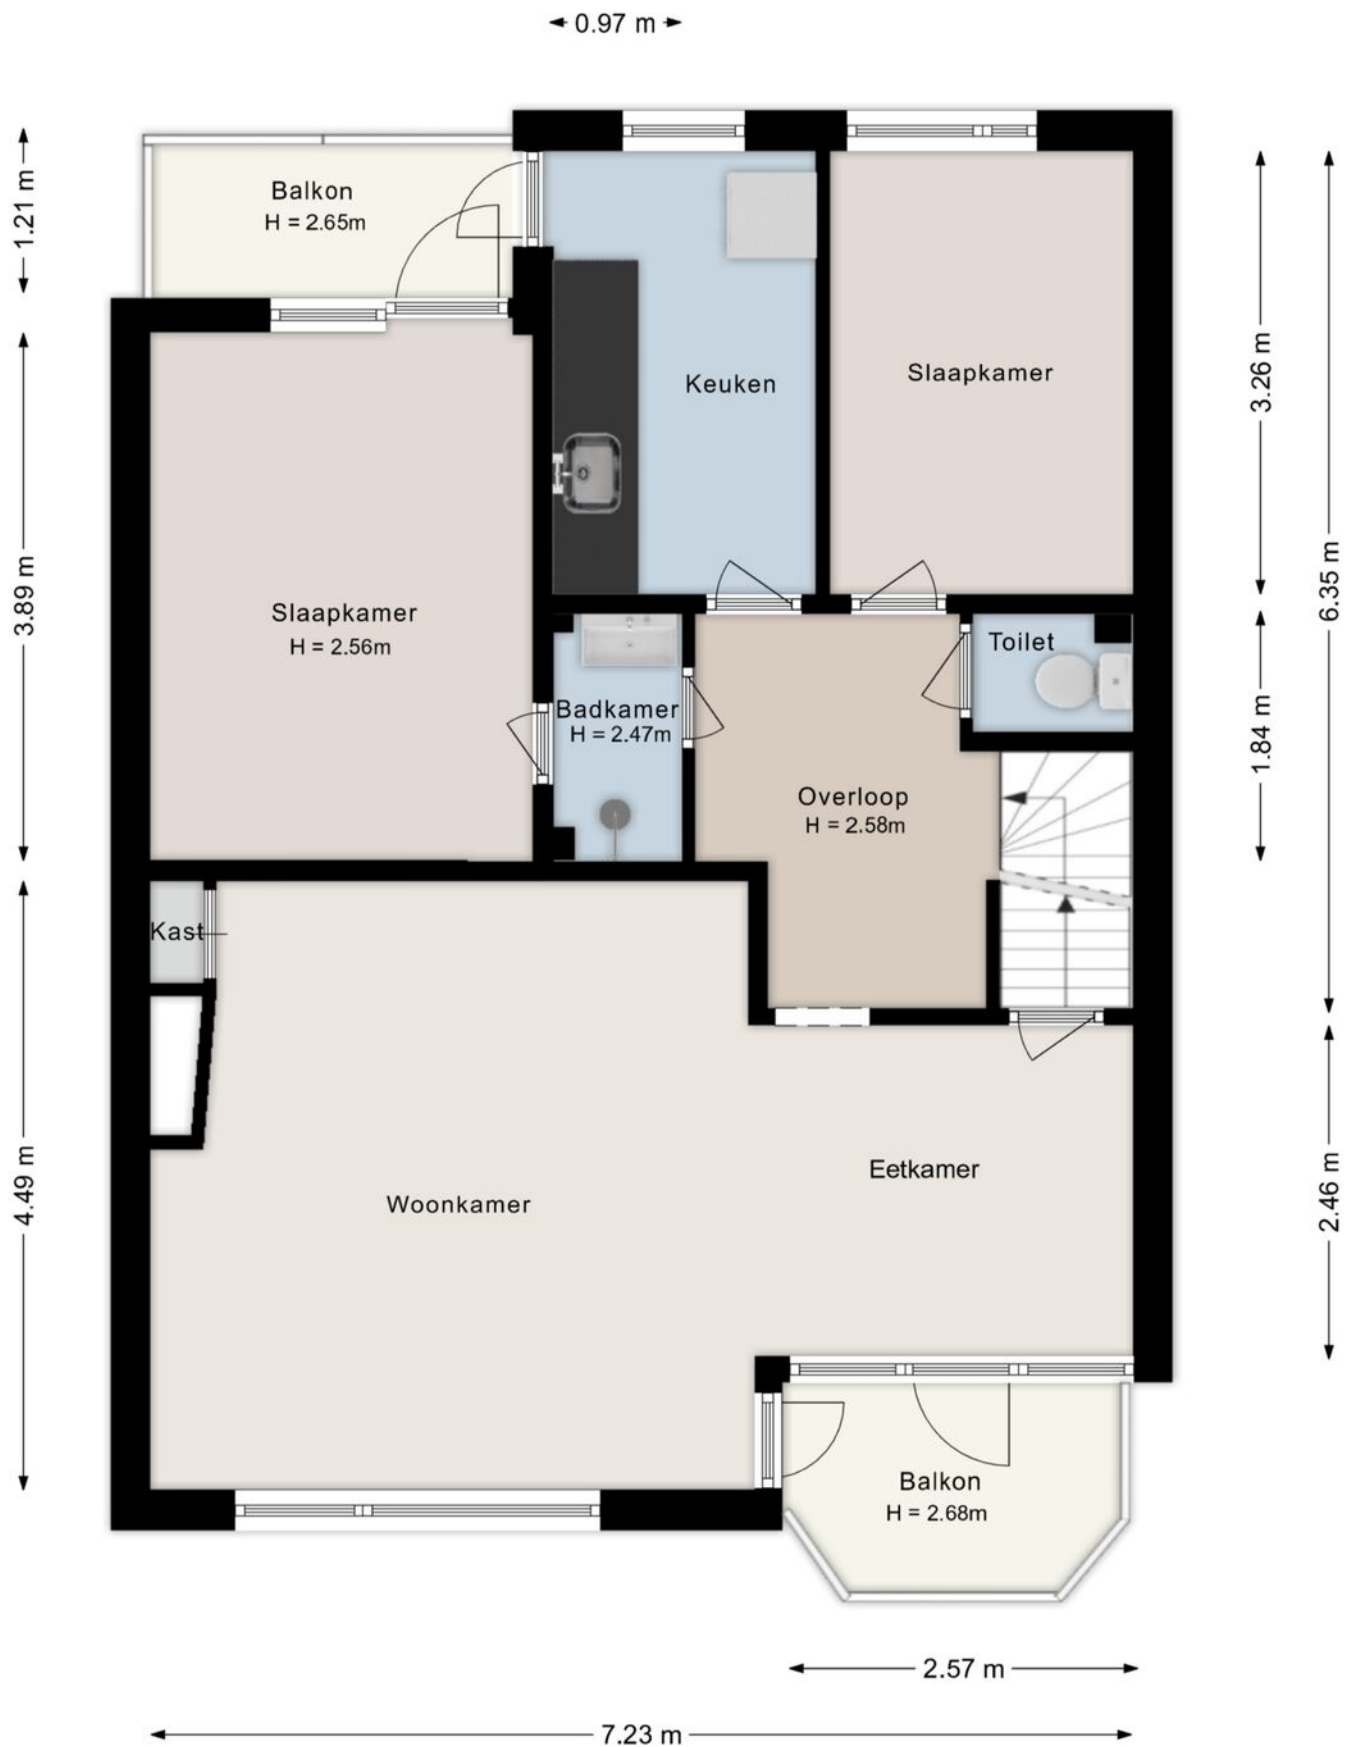 0.97 m
1.21 m
Balkon
H = 2.65m
3.26 m
Slaapkamer
Keuken
6.35 m
3.89 m
Slaapkamer
H = 2.56m
Toilet
1.84 m
Badkamer
H = 2.47m
Overloop
H = 2.58m
Kast
4.49 m
Woonkamer
Eetkamer
2.46 m
Balkon
H = 2.68m
2.57 m
7.23 m